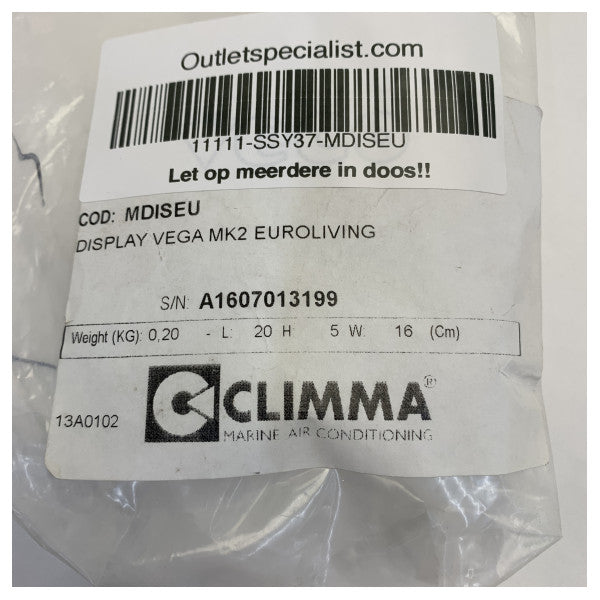 Outletspecialist.com
11111-SSY37-MDISEU
Let op meerdere in doos!!
COD: MDISEU
DISPLAY VEGA MK2 EUROLIVING
S/N: A1607013199
Weight (KG): 0,20 - L: 20 H: 5 W: 16 (Cm)
13A0102
CLIMMA®
MARINE AIR CONDITIONING